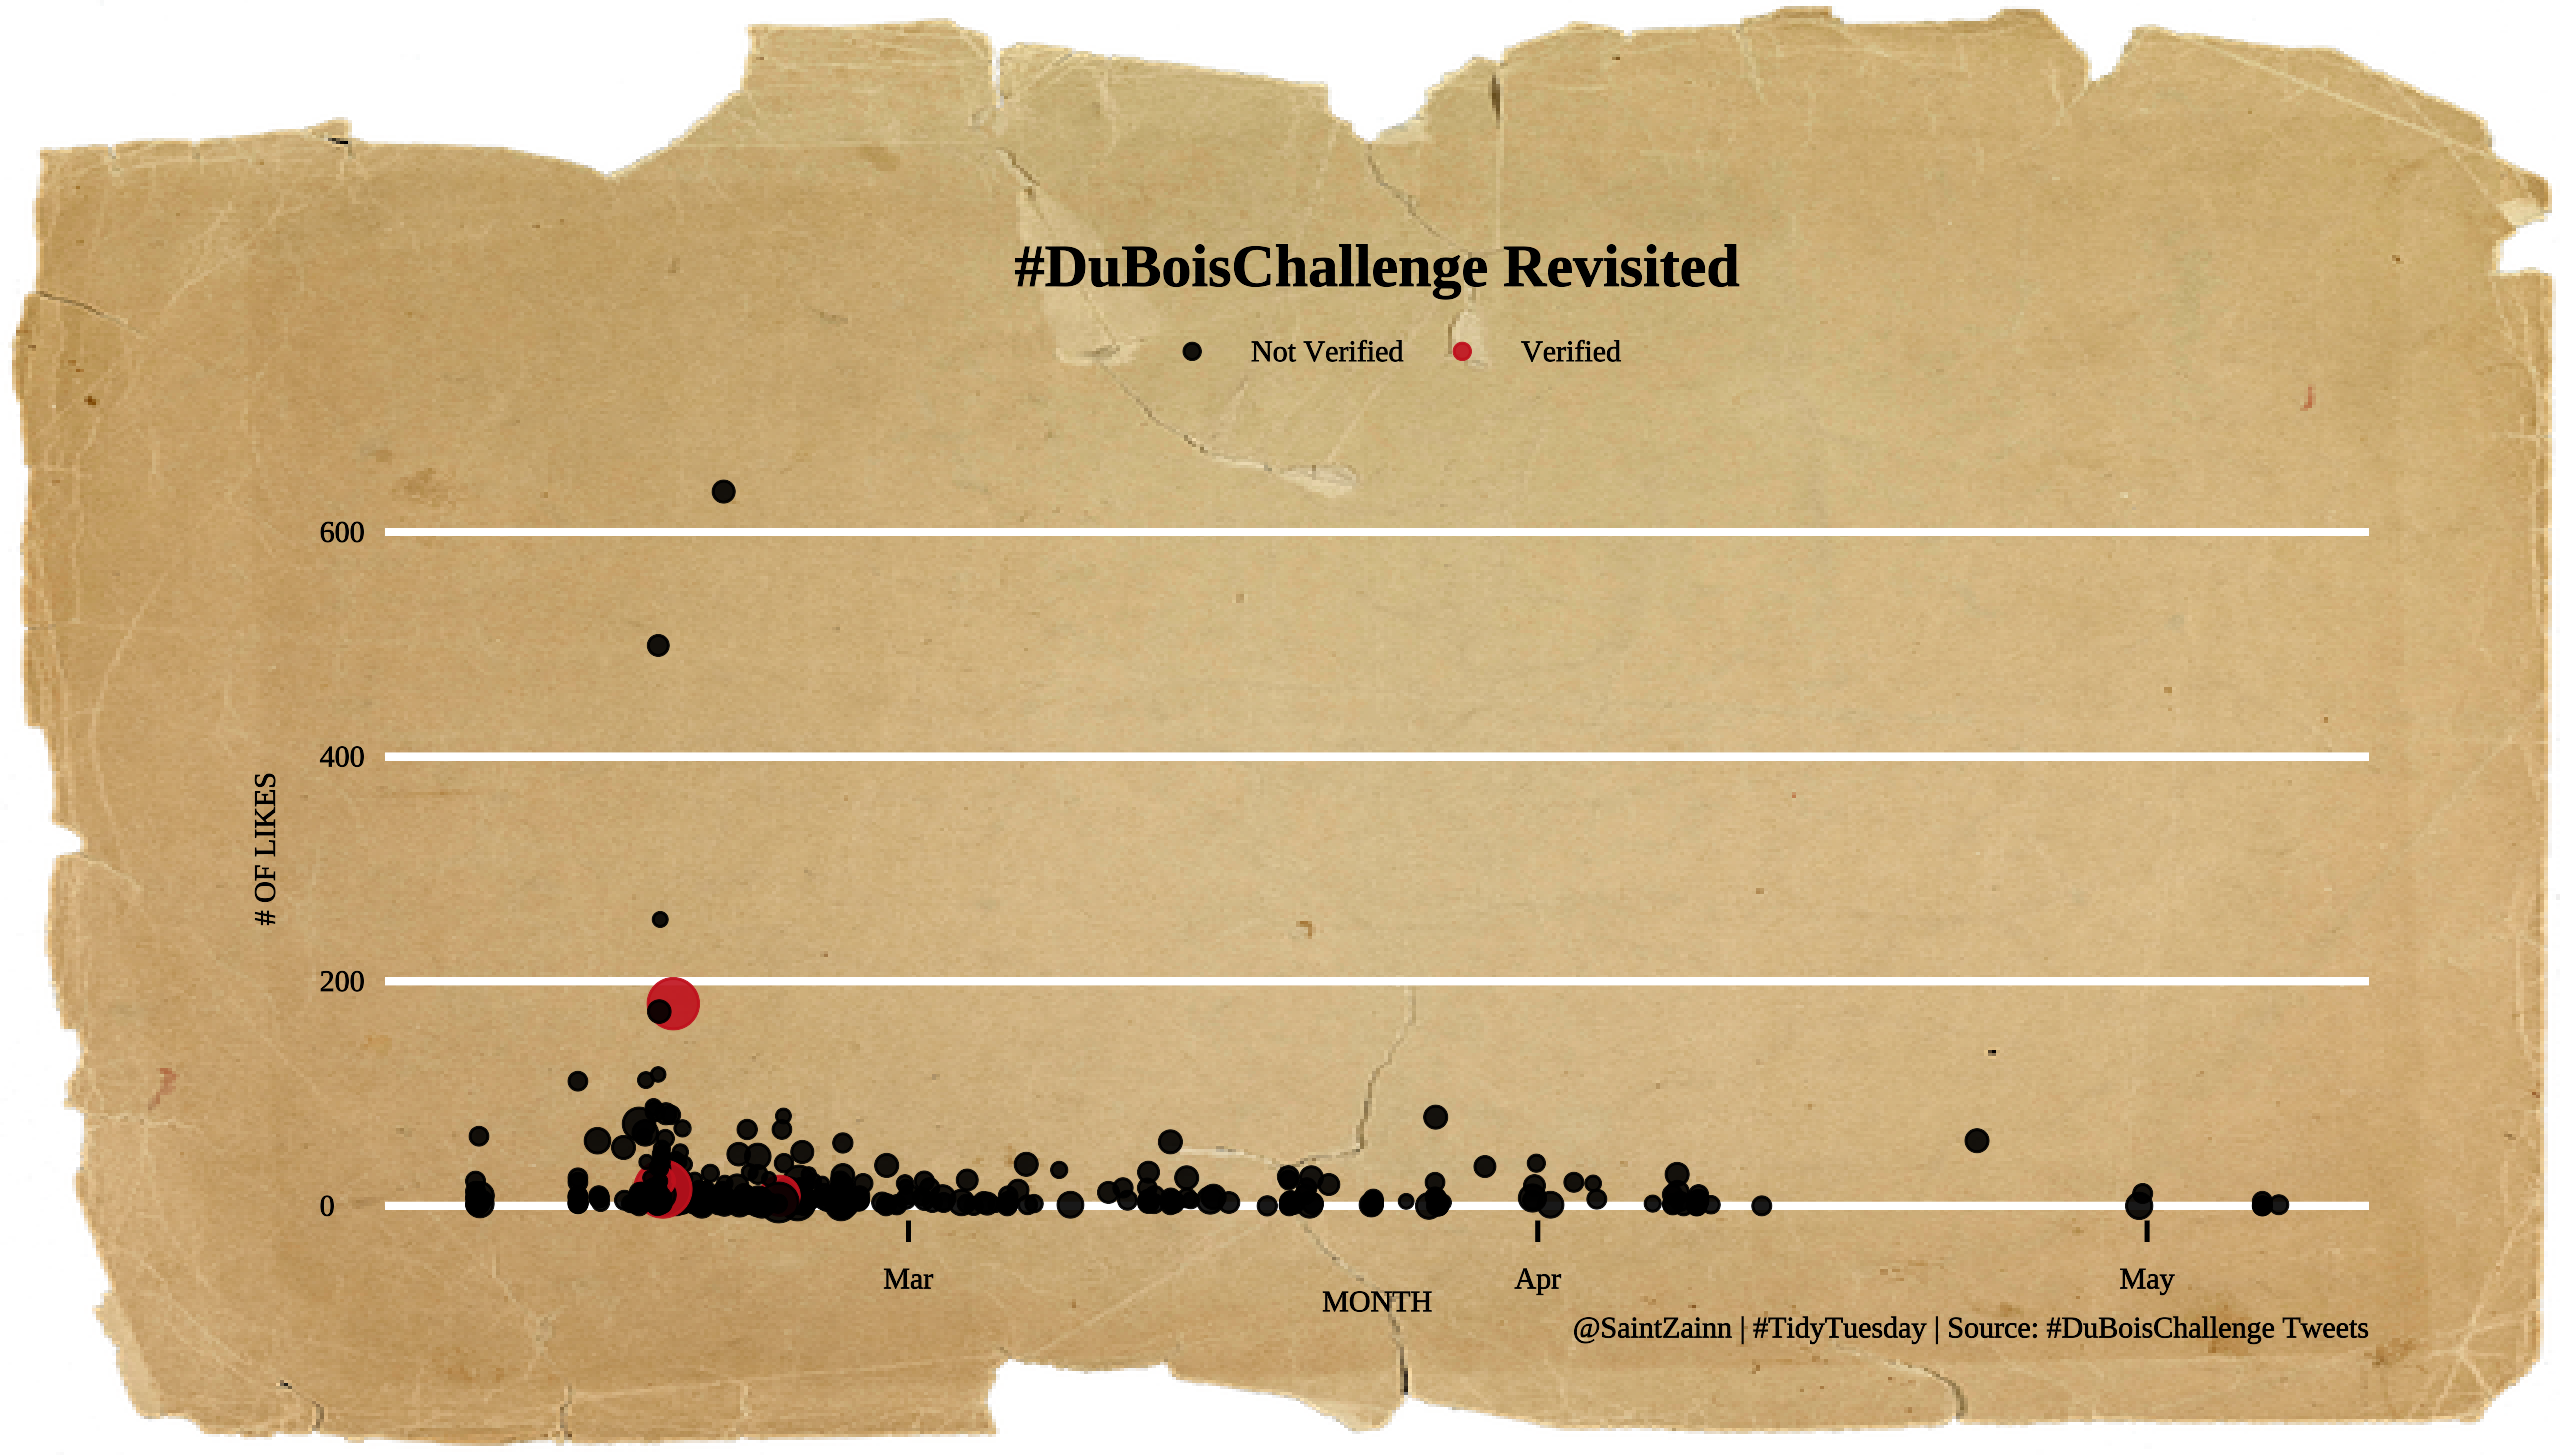 #DuBoisChallenge Revisited
Not Verified Verified
600
400
# OF LIKES
200
0
Mar Apr May
MONTH
@SaintZainn | #TidyTuesday | Source: #DuBoisChallenge Tweets